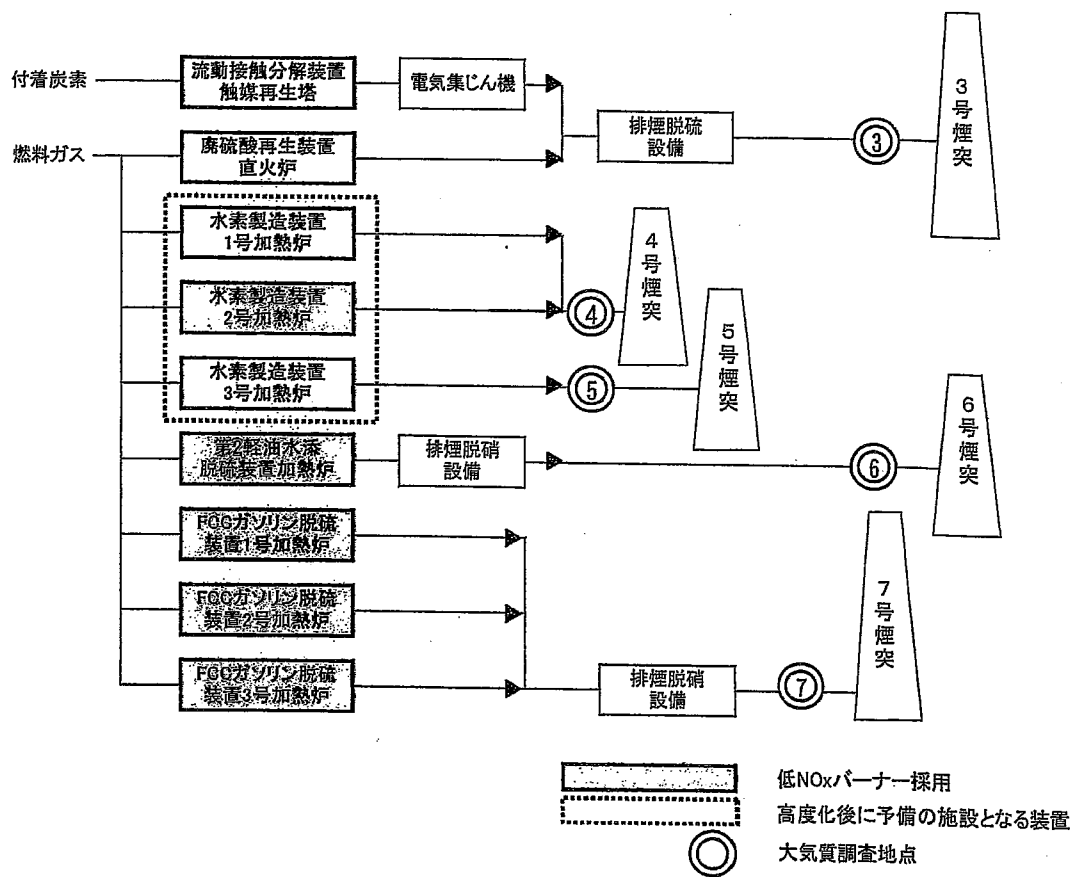 付着炭素
流動接触分解装置
触媒再生塔
電気集じん機
燃料ガス
廃硫酸再生装置
直火炉
排煙脱硫
設備
③
3号煙突
水素製造装置
1号加熱炉
水素製造装置
2号加熱炉
④
4号煙突
水素製造装置
3号加熱炉
⑤
5号煙突
第2軽油水添
脱硫装置加熱炉
排煙脱硝
設備
⑥
6号煙突
FCCガソリン脱硫
装置1号加熱炉
FCCガソリン脱硫
装置2号加熱炉
FCCガソリン脱硫
装置3号加熱炉
排煙脱硝
設備
⑦
7号煙突
低NOxバーナー採用
高度化後に予備の施設となる装置
大気質調査地点